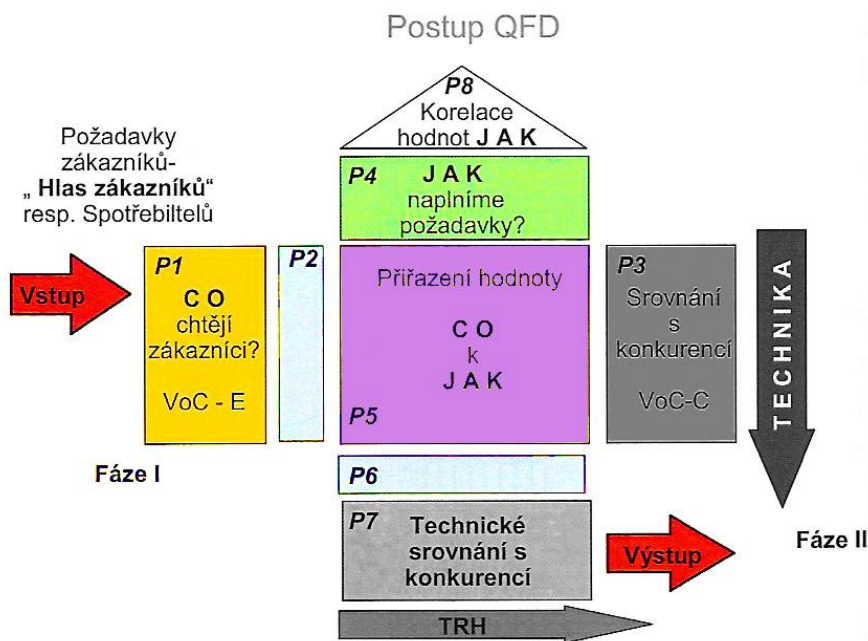 Postup QFD
P8
Korelace
hodnot J A K
Požadavky
zákazníků-
„ Hlas zákazníků“
resp. Spotřebiltelů
P4
J A K
naplníme
požadavky?
Vstup
P1
C O
chtějí
zákazníci?
VoC - E
P2
Přiřazení hodnoty
C O
k
J A K
P5
P3
Srovnání
s
konkurencí
VoC-C
TECHNIKA
Fáze I
P6
P7
Technické
srovnání s
konkurencí
Výstup
Fáze II
TRH